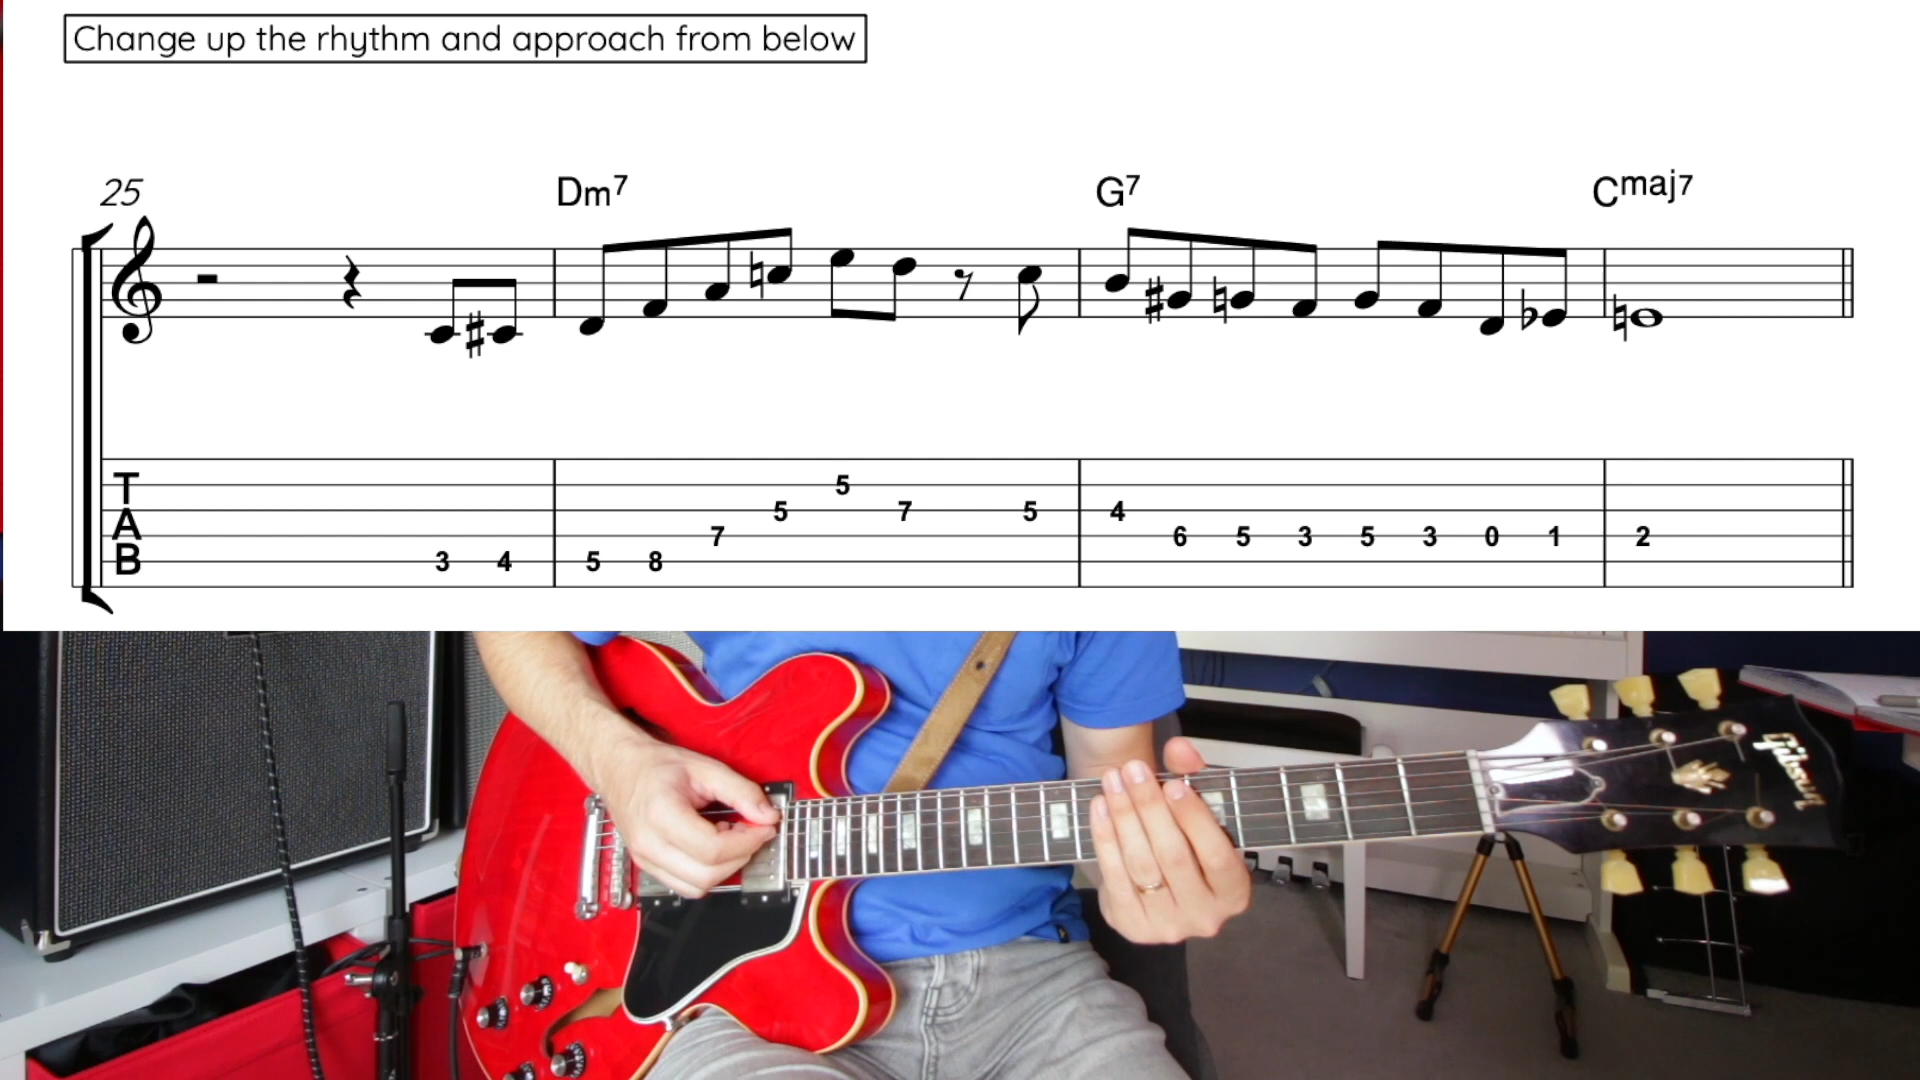 Change up the rhythm and approach from below
25 Dm7 G7 Cmaj7
T 5
5 7 5 4
A 7 6 5 3 5 3 0 1 2
B 3 4 5 8
Gibson